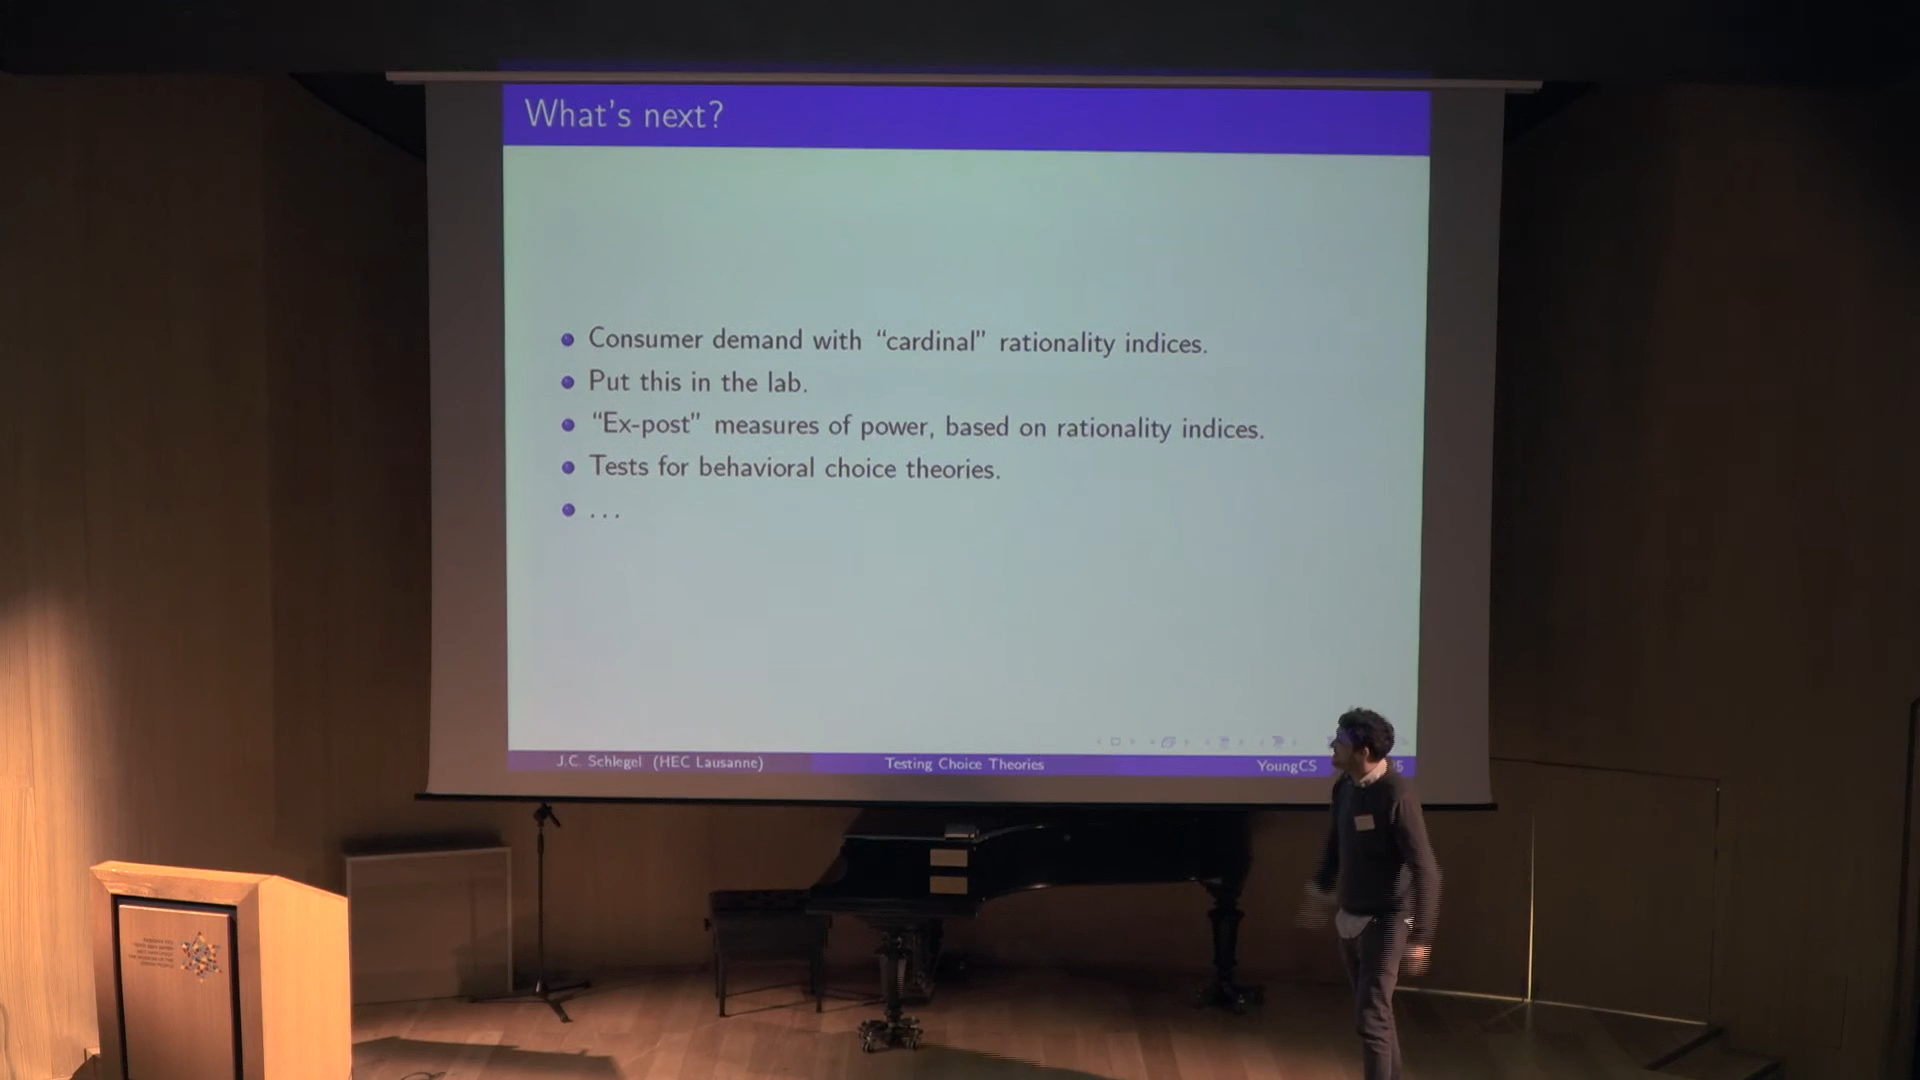 What's next?
Consumer demand with “cardinal” rationality indices.
Put this in the lab.
“Ex-post” measures of power, based on rationality indices.
Tests for behavioral choice theories.
. . .
J.C. Schlegel (HEC Lausanne) Testing Choice Theories YoungCS